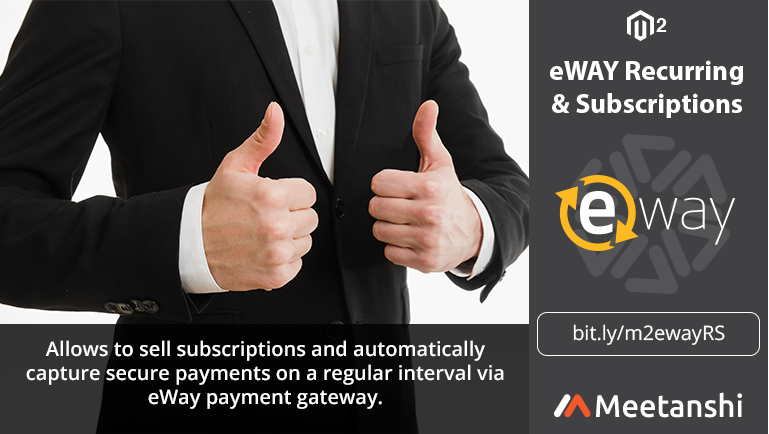 2
eWAY Recurring
& Subscriptions
eway
bit.ly/m2ewayRS
Meetanshi
Allows to sell subscriptions and automatically
capture secure payments on a regular interval via
eWay payment gateway.